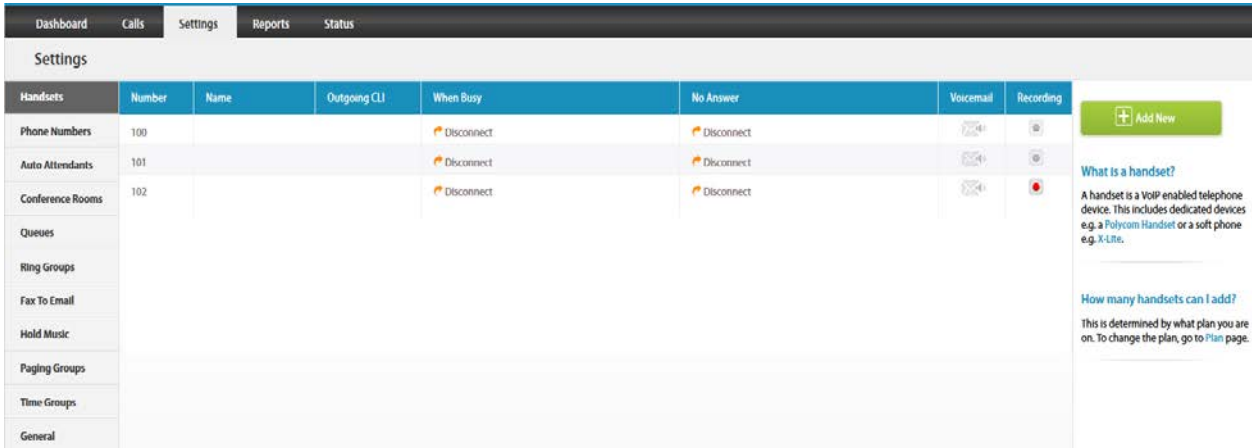 Dashboard Calls Settings Reports Status
Settings
Handsets
Phone Numbers
Auto Attendants
Conference Rooms
Queues
Ring Groups
Fax To Email
Hold Music
Paging Groups
Time Groups
General
Number Name Outgoing CLI When Busy No Answer Voicemail Recording
100 Disconnect Disconnect
101 Disconnect Disconnect
102 Disconnect Disconnect
Add New
What is a handset?
A handset is a VoIP enabled telephone
device. This includes dedicated devices
e.g. a Polycom Handset or a soft phone
e.g. X-Lite.
How many handsets can I add?
This is determined by what plan you are
on. To change the plan, go to Plan page.